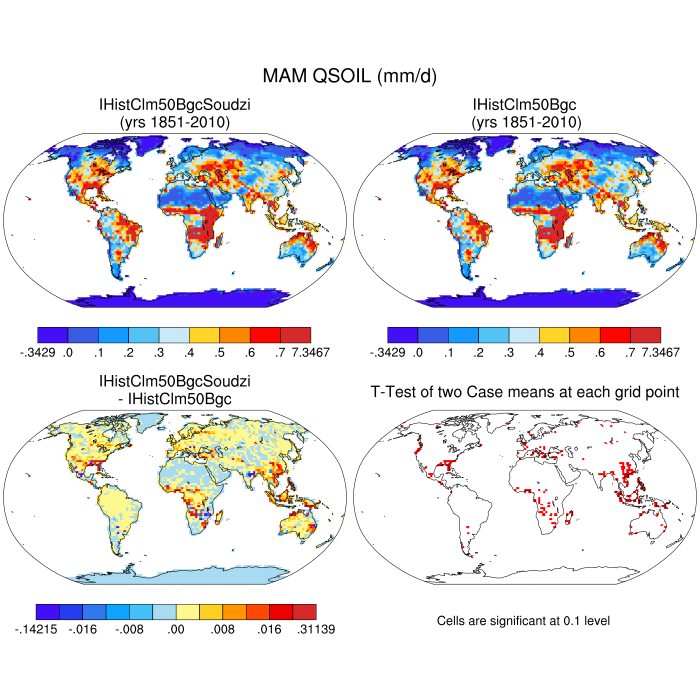 MAM QSOIL (mm/d)
IHistClm50BgcSoudzi
(yrs 1851-2010)
IHistClm50Bgc
(yrs 1851-2010)
-.3429 .0 .1 .2 .3 .4 .5 .6 .7 7.3467
-.3429 .0 .1 .2 .3 .4 .5 .6 .7 7.3467
IHistClm50BgcSoudzi
- IHistClm50Bgc
T-Test of two Case means at each grid point
-.14215 -.016 -.008 .00 .008 .016 .31139
Cells are significant at 0.1 level